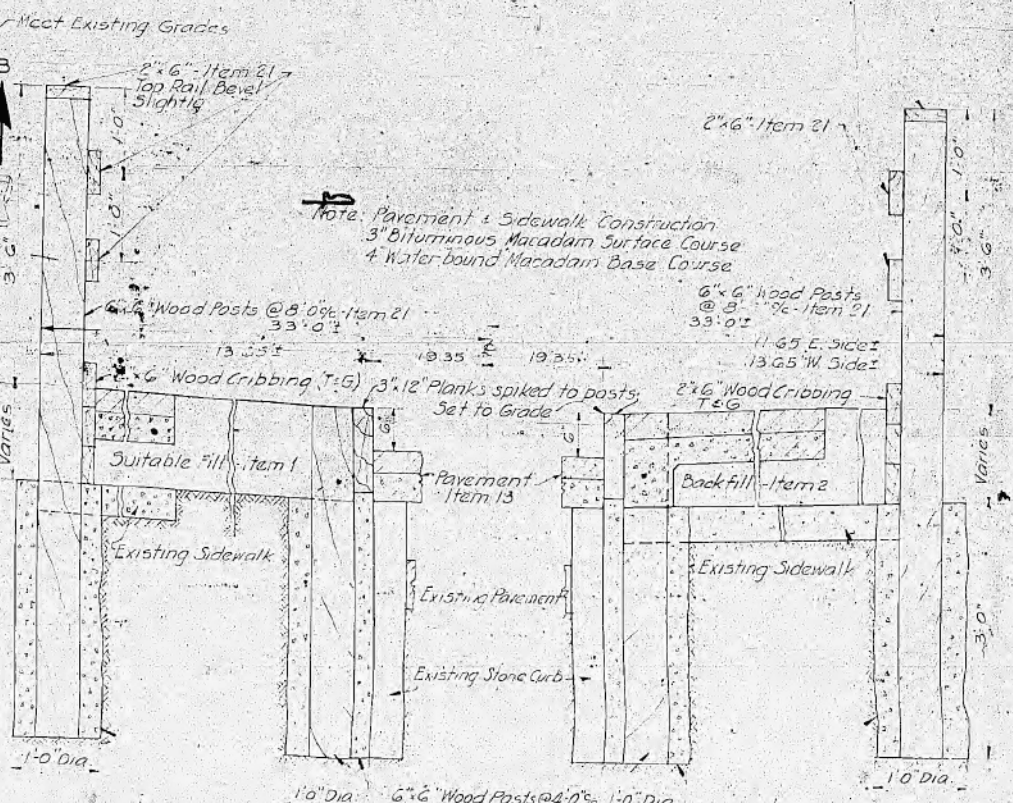 Meet Existing Grades
B
2"x6"-Item 21
Top Rail Bevel
Slightly
1'-0"
1'-0"
3'-6"
2"x6"-Item 21
1'-0"
1'-0"
3'-6"
Note: Pavement & Sidewalk Construction
3" Bituminous Macadam Surface Course
4" Waterbound Macadam Base Course
6"x6" Wood Posts @ 8'0"%-Item 21
33'-0"±
6"x6" Wood Posts
@ 8' %-Item 21
33'-0"±
11.65 E. Side±
13.65 W. Side±
19.35
19.35
x6" Wood Cribbing (T&G)
3"x12" Planks spiked to posts,
Set to Grade
2"x6" Wood Cribbing
T&G
Varies
6"
6"
Varies
Suitable Fill-Item 1
Pavement
Item 13
Backfill-Item 2
Existing Sidewalk
Existing Sidewalk
Existing Pavement
3'0"
Existing Stone Curb
1'-0" Dia.
1'0" Dia.
1'0" Dia.
6"x6" Wood Posts @ 4'-0"%
1'-0" Dia.